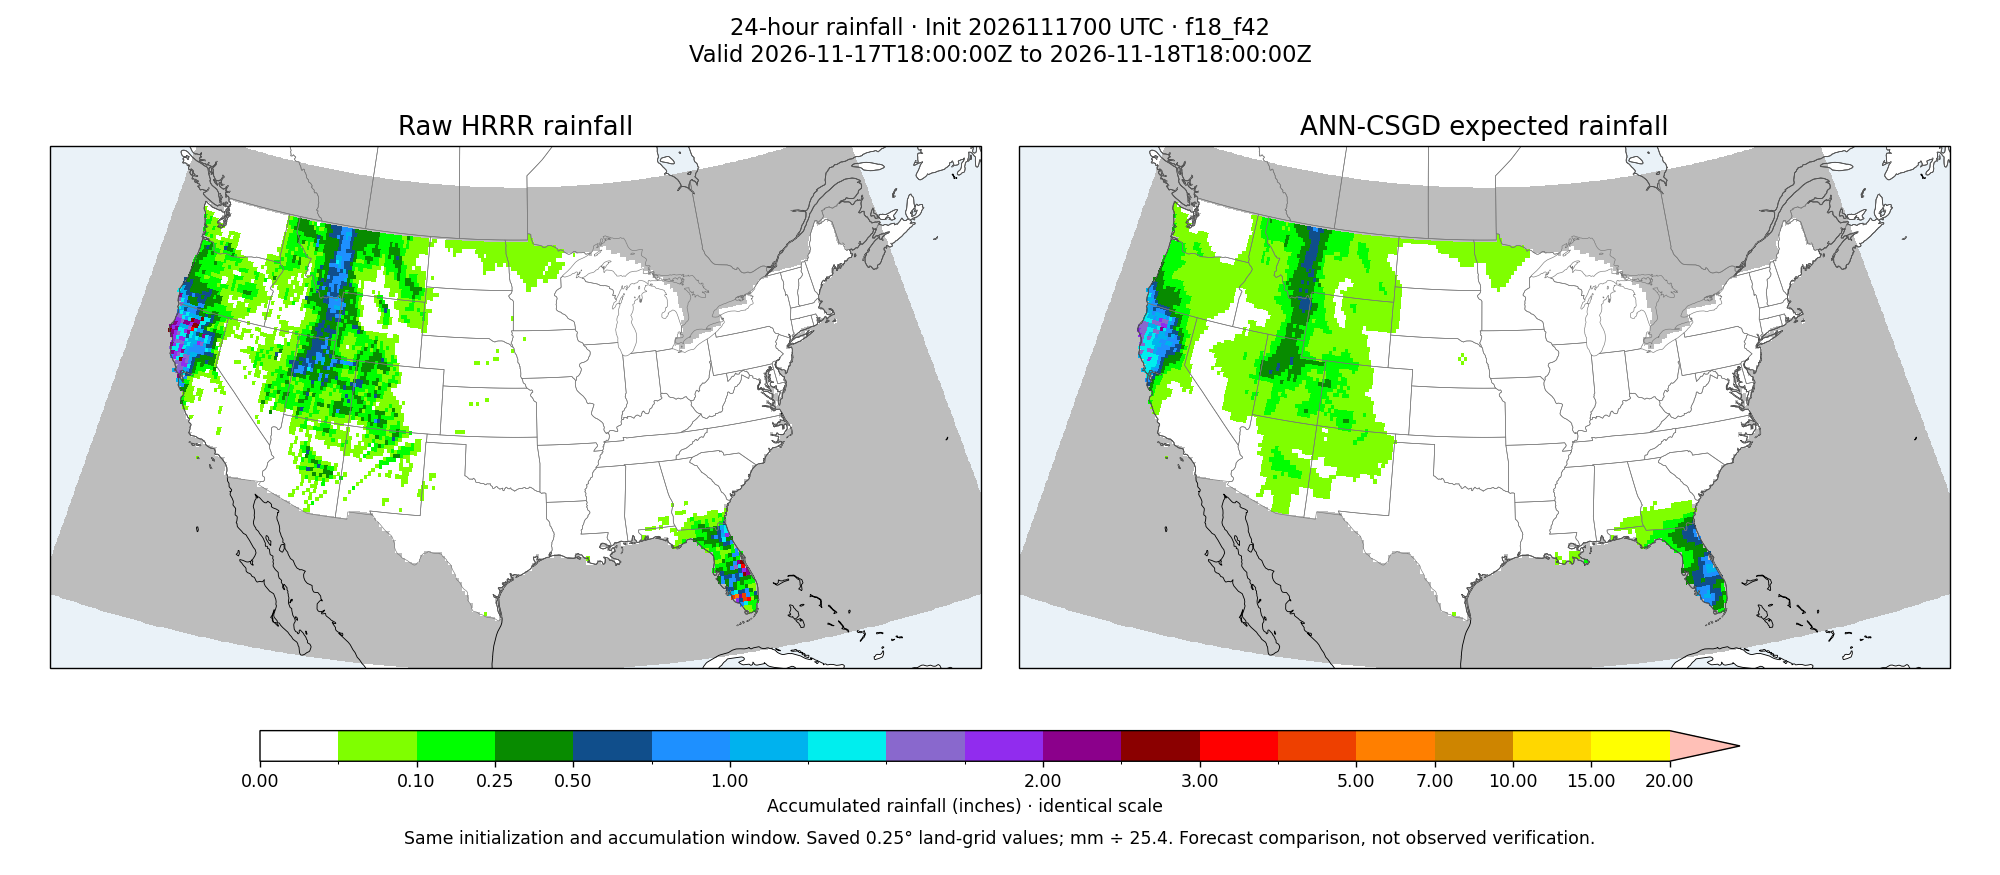 24-hour rainfall · Init 2026111700 UTC · f18_f42
Valid 2026-11-17T18:00:00Z to 2026-11-18T18:00:00Z
Raw HRRR rainfall
ANN-CSGD expected rainfall
0.00 0.10 0.25 0.50 1.00 2.00 3.00 5.00 7.00 10.00 15.00 20.00
Accumulated rainfall (inches) · identical scale
Same initialization and accumulation window. Saved 0.25° land-grid values; mm ÷ 25.4. Forecast comparison, not observed verification.